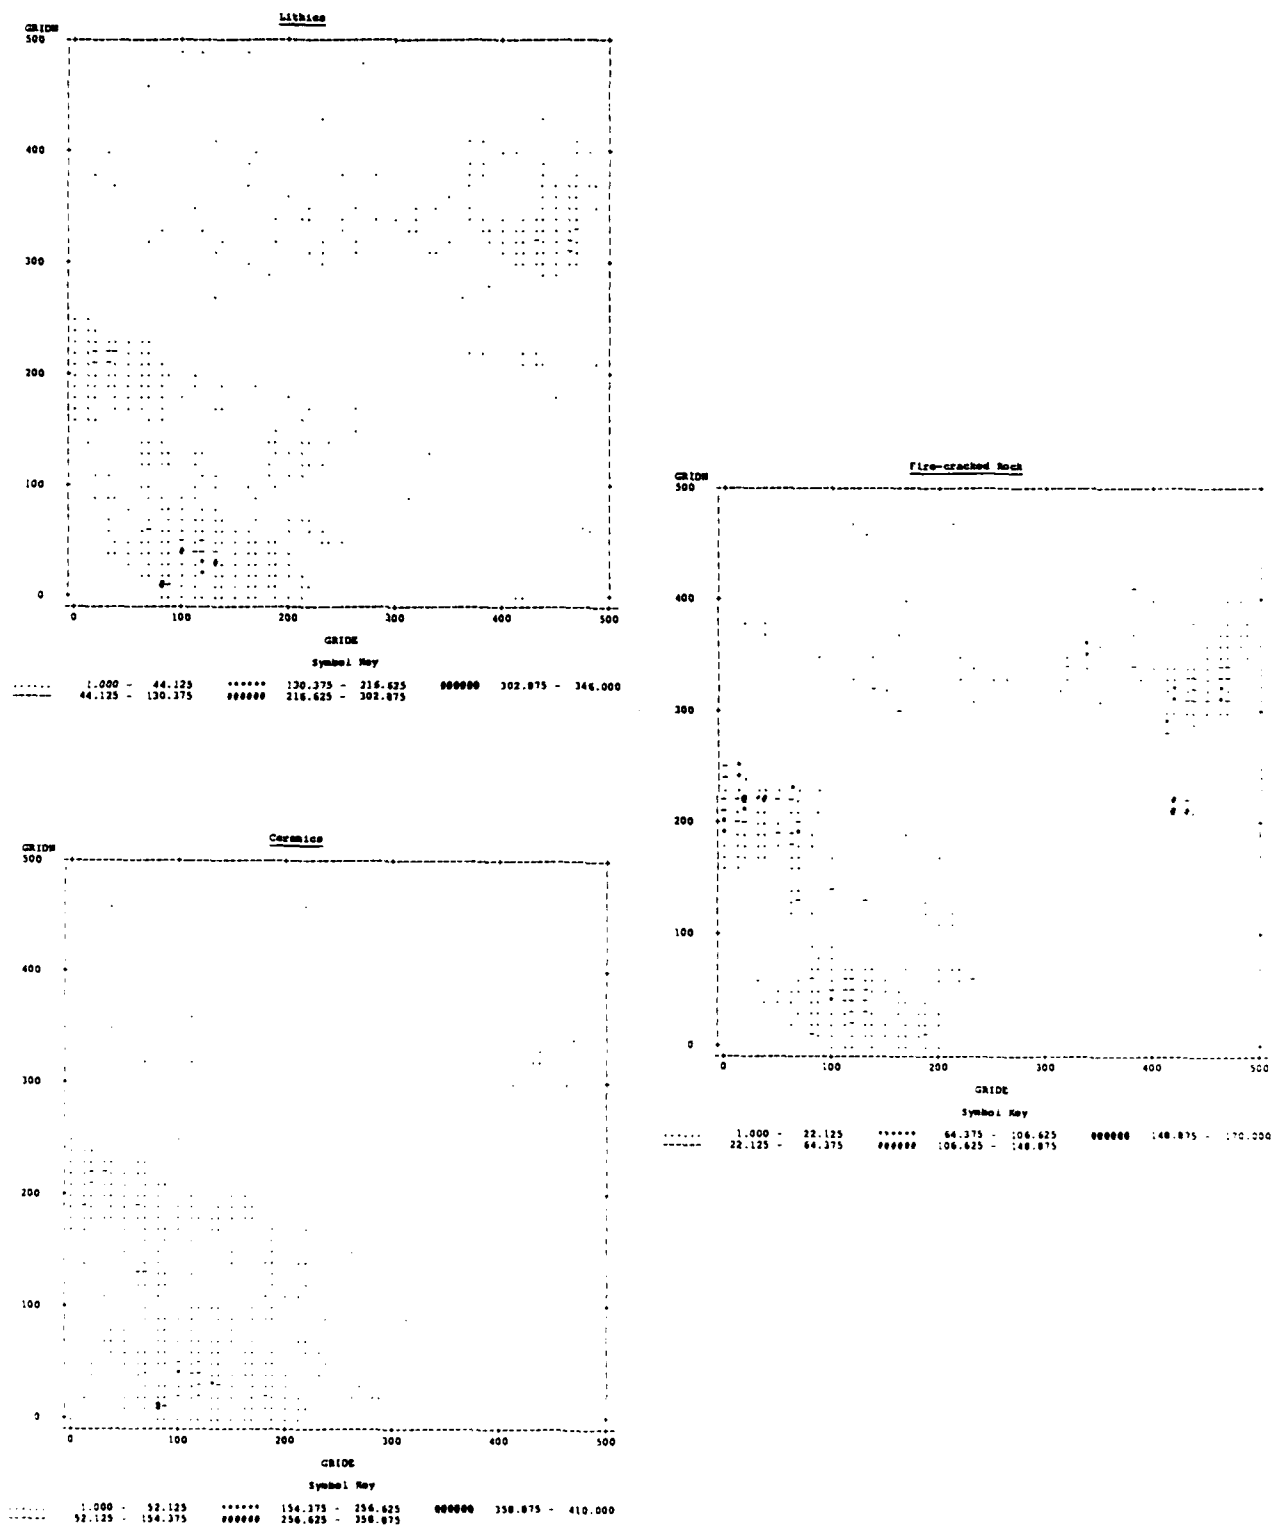 Lithics
GRIDN
500
400
300
200
100
0
0 100 200 300 400 500
GRIDE
Symbol Key
..... 1.000 - 44.125 ****** 130.375 - 216.625 ###### 302.875 - 346.000
----- 44.125 - 130.375 ###### 216.625 - 302.875
Fire-cracked Rock
GRIDN
500
400
300
200
100
0
0 100 200 300 400 500
GRIDE
Symbol Key
..... 1.000 - 22.125 ****** 64.375 - 106.625 ###### 148.875 - 170.000
----- 22.125 - 64.375 ###### 106.625 - 148.875
Ceramics
GRIDN
500
400
300
200
100
0
0 100 200 300 400 500
GRIDE
Symbol Key
..... 1.000 - 52.125 ****** 154.375 - 256.625 ###### 358.875 - 410.000
----- 52.125 - 154.375 ###### 256.625 - 358.875